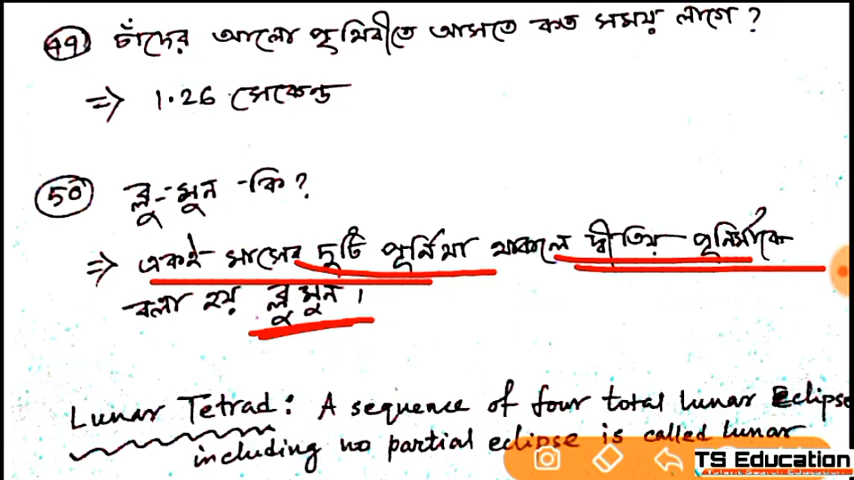 49 চাঁদের আলো পৃথিবীতে আসতে কত সময় লাগে ?
⇒ 1.26 সেকেন্ড
50 ব্লু-মুন - কি ?
⇒ একই মাসের দুটি পূর্নিমা থাকলে দ্বীতিয় পূর্নিমাকে
বলা হয় ব্লু মুন ।
Lunar Tetrad : A sequence of four total lunar Eclipse
including no partial eclipse is called lunar
TS Education